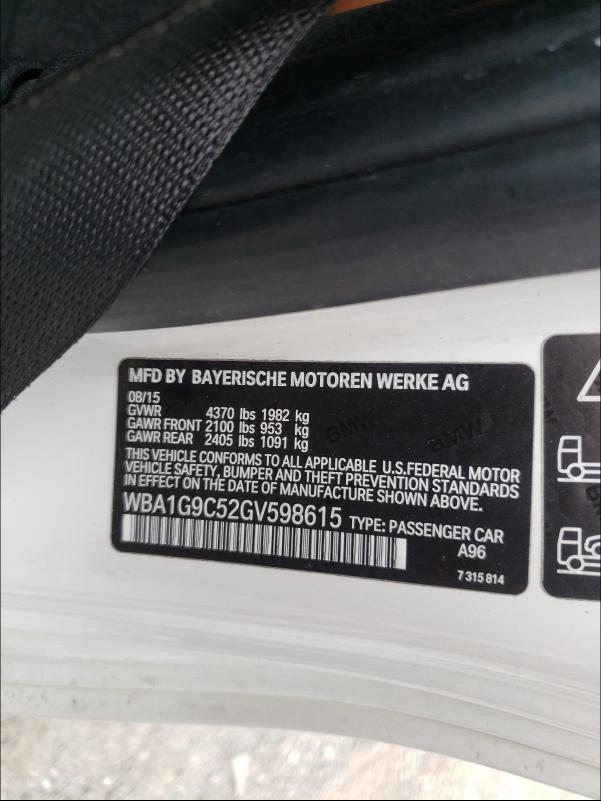 MFD BY BAYERISCHE MOTOREN WERKE AG
08/15
GVWR 4370 lbs 1982 kg
GAWR FRONT 2100 lbs 953 kg
GAWR REAR 2405 lbs 1091 kg
BMW BMW
THIS VEHICLE CONFORMS TO ALL APPLICABLE U.S.FEDERAL MOTOR
VEHICLE SAFETY, BUMPER AND THEFT PREVENTION STANDARDS
IN EFFECT ON THE DATE OF MANUFACTURE SHOWN ABOVE.
WBA1G9C52GV598615 TYPE: PASSENGER CAR
A96
7 315 814